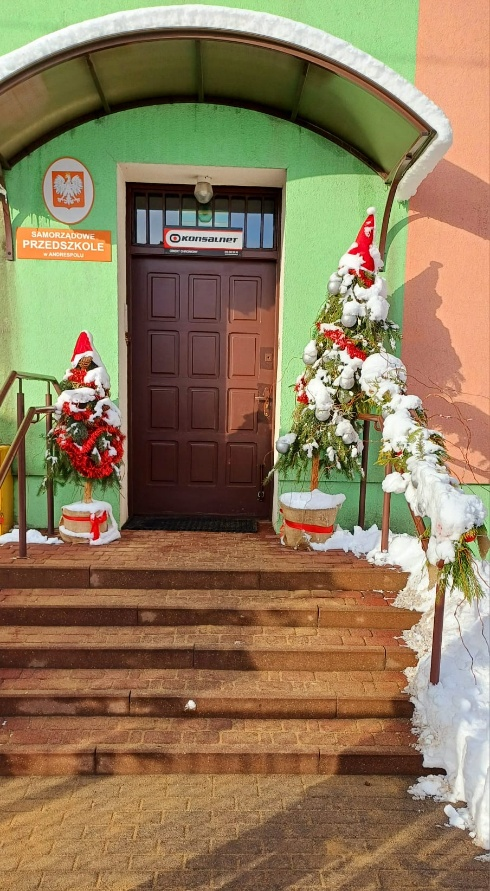 SAMORZĄDOWE
PRZEDSZKOLE
w ANDRESPOLU
KONSALNET